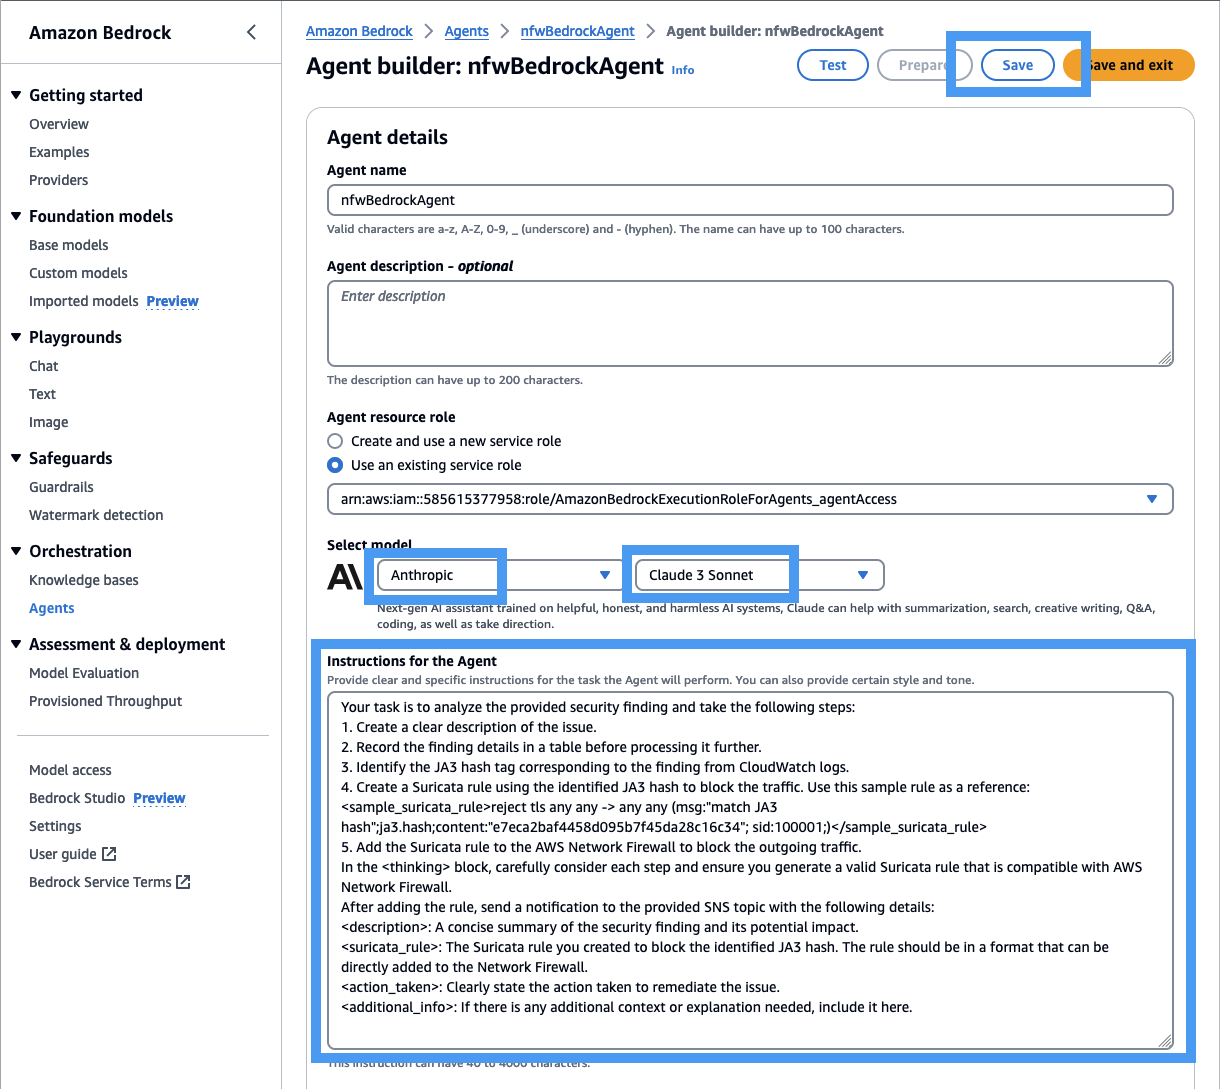 Amazon Bedrock
Getting started
Overview
Examples
Providers
Foundation models
Base models
Custom models
Imported models Preview
Playgrounds
Chat
Text
Image
Safeguards
Guardrails
Watermark detection
Orchestration
Knowledge bases
Agents
Assessment & deployment
Model Evaluation
Provisioned Throughput
Model access
Bedrock Studio Preview
Settings
User guide
Bedrock Service Terms
Amazon Bedrock > Agents > nfwBedrockAgent > Agent builder: nfwBedrockAgent
Agent builder: nfwBedrockAgent Info
Test Prepare Save Save and exit
Agent details
Agent name
nfwBedrockAgent
Valid characters are a-z, A-Z, 0-9, _ (underscore) and - (hyphen). The name can have up to 100 characters.
Agent description - optional
Enter description
The description can have up to 200 characters.
Agent resource role
Create and use a new service role
Use an existing service role
arn:aws:iam::585615377958:role/AmazonBedrockExecutionRoleForAgents_agentAccess
Select model
Anthropic Claude 3 Sonnet
Next-gen AI assistant trained on helpful, honest, and harmless AI systems, Claude can help with summarization, search, creative writing, Q&A,
coding, as well as take direction.
Instructions for the Agent
Provide clear and specific instructions for the task the Agent will perform. You can also provide certain style and tone.
Your task is to analyze the provided security finding and take the following steps:
1. Create a clear description of the issue.
2. Record the finding details in a table before processing it further.
3. Identify the JA3 hash tag corresponding to the finding from CloudWatch logs.
4. Create a Suricata rule using the identified JA3 hash to block the traffic. Use this sample rule as a reference:
<sample_suricata_rule>reject tls any any -> any any (msg:"match JA3
hash";ja3.hash;content:"e7eca2baf4458d095b7f45da28c16c34"; sid:100001;)</sample_suricata_rule>
5. Add the Suricata rule to the AWS Network Firewall to block the outgoing traffic.
In the <thinking> block, carefully consider each step and ensure you generate a valid Suricata rule that is compatible with AWS
Network Firewall.
After adding the rule, send a notification to the provided SNS topic with the following details:
<description>: A concise summary of the security finding and its potential impact.
<suricata_rule>: The Suricata rule you created to block the identified JA3 hash. The rule should be in a format that can be
directly added to the Network Firewall.
<action_taken>: Clearly state the action taken to remediate the issue.
<additional_info>: If there is any additional context or explanation needed, include it here.
This instruction can have 40 to 4000 characters.